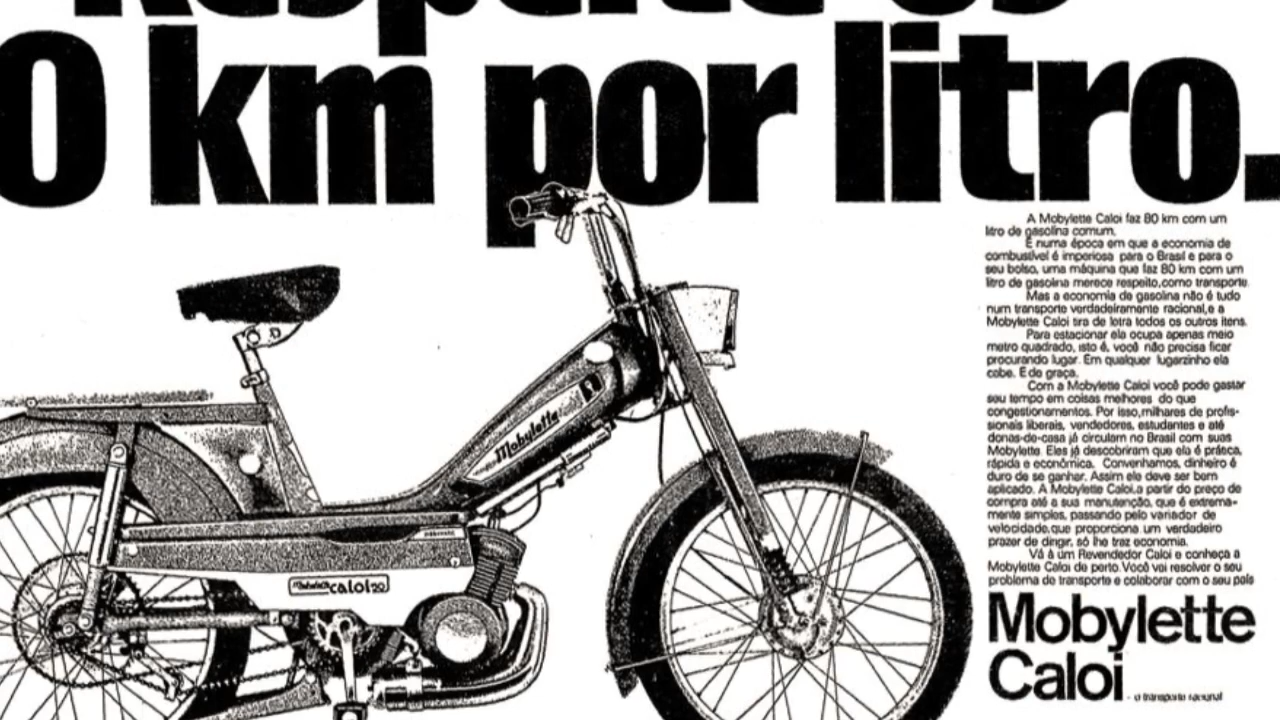 Respeite os
0 km por litro.
A Mobylette Caloi faz 80 km com um
litro de gasolina comum.
E numa época em que a economia de
combustível é imperiosa para o Brasil e para o
seu bolso, uma máquina que faz 80 km com um
litro de gasolina merece respeito,como transporte.
Mas a economia de gasolina não é tudo
num transporte verdadeiramente racional,e a
Mobylette Caloi tira de letra todos os outros itens.
Para estacionar ela ocupa apenas meio
metro quadrado, isto é, você não precisa ficar
procurando lugar. Em qualquer lugarzinho ela
cabe. E de graça.
Com a Mobylette Caloi você pode gastar
seu tempo em coisas melhores do que
congestionamentos. Por isso,milhares de profis-
sionais liberais, vendedores, estudantes e até
donas-de-casa já circulam no Brasil com suas
Mobylette. Eles já descobriram que ela é prática,
rápida e econômica. Convenhamos, dinheiro é
duro de se ganhar. Assim ele deve ser bem
aplicado. A Mobylette Caloi,a partir do preço de
compra até a sua manutenção, que é extrema-
mente simples, passando pelo variador de
velocidade,que proporciona um verdadeiro
prazer de dirigir, só lhe traz economia.
Vá à um Revendedor Caloi e conheça a
Mobylette Caloi de perto. Você vai resolver o seu
problema de transporte e colaborar com o seu país
Mobylette
Caloi - o transporte racional
Mobylette
Mobylette caloi 50